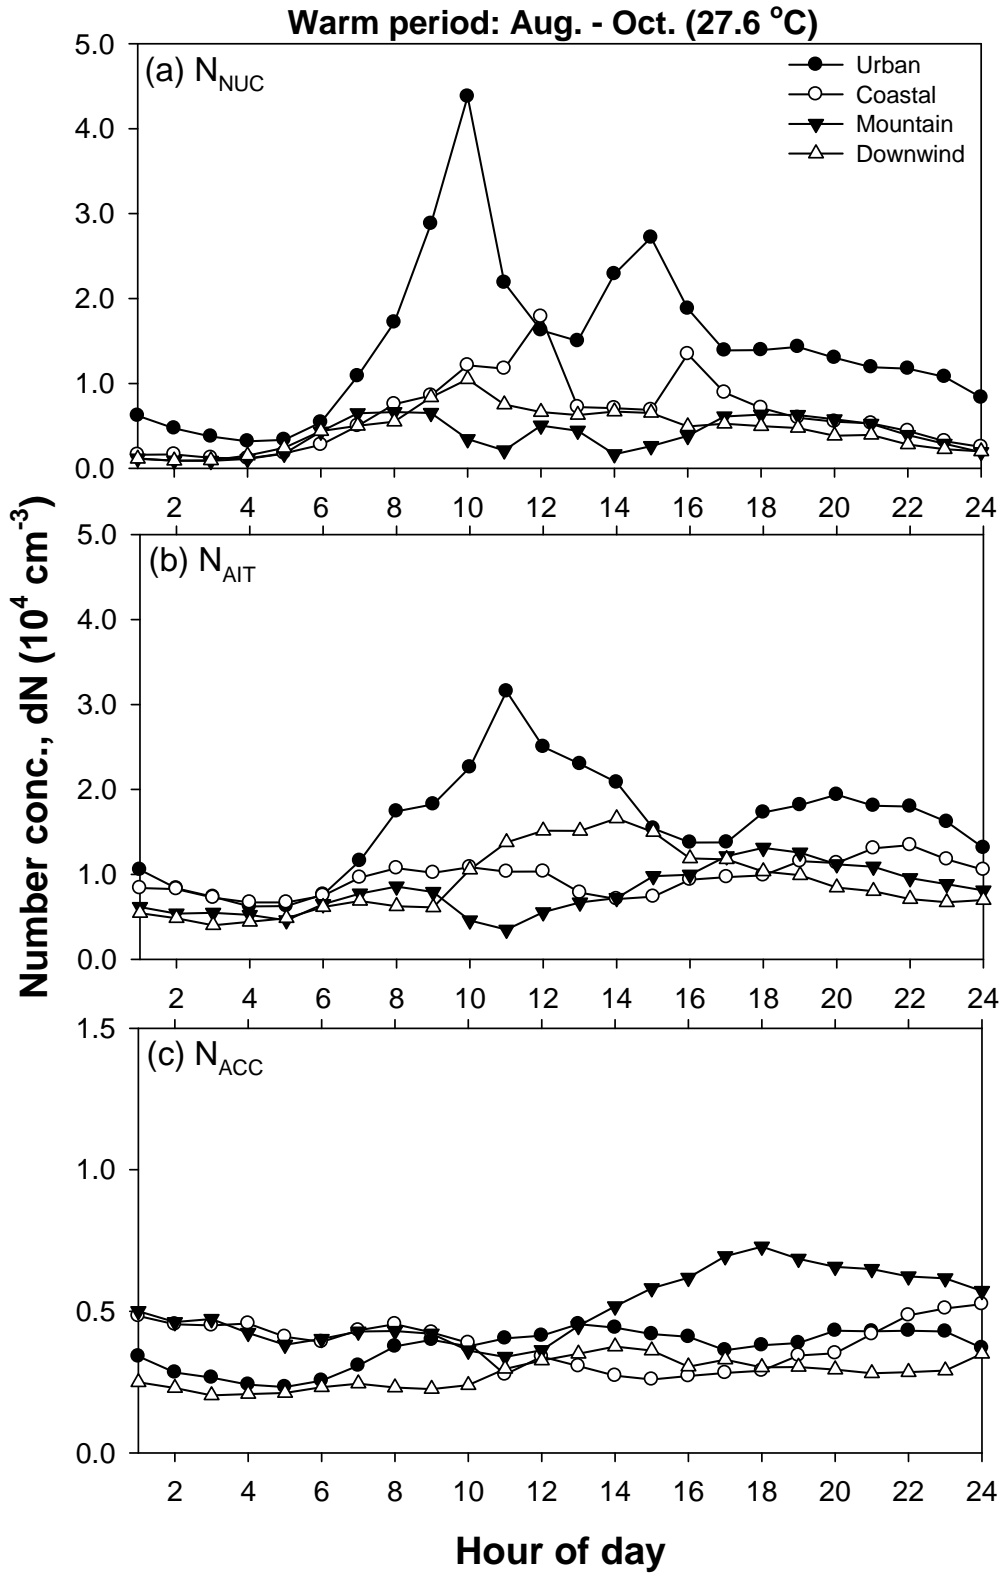 Warm period: Aug. - Oct. (27.6 °C)
5.0
(a) N_NUC
Urban
Coastal
Mountain
Downwind
4.0
3.0
2.0
1.0
0.0
2 4 6 8 10 12 14 16 18 20 22 24
5.0
(b) N_AIT
4.0
3.0
2.0
1.0
0.0
2 4 6 8 10 12 14 16 18 20 22 24
Number conc., dN (10⁴ cm⁻³)
1.5
(c) N_ACC
1.0
0.5
0.0
2 4 6 8 10 12 14 16 18 20 22 24
Hour of day